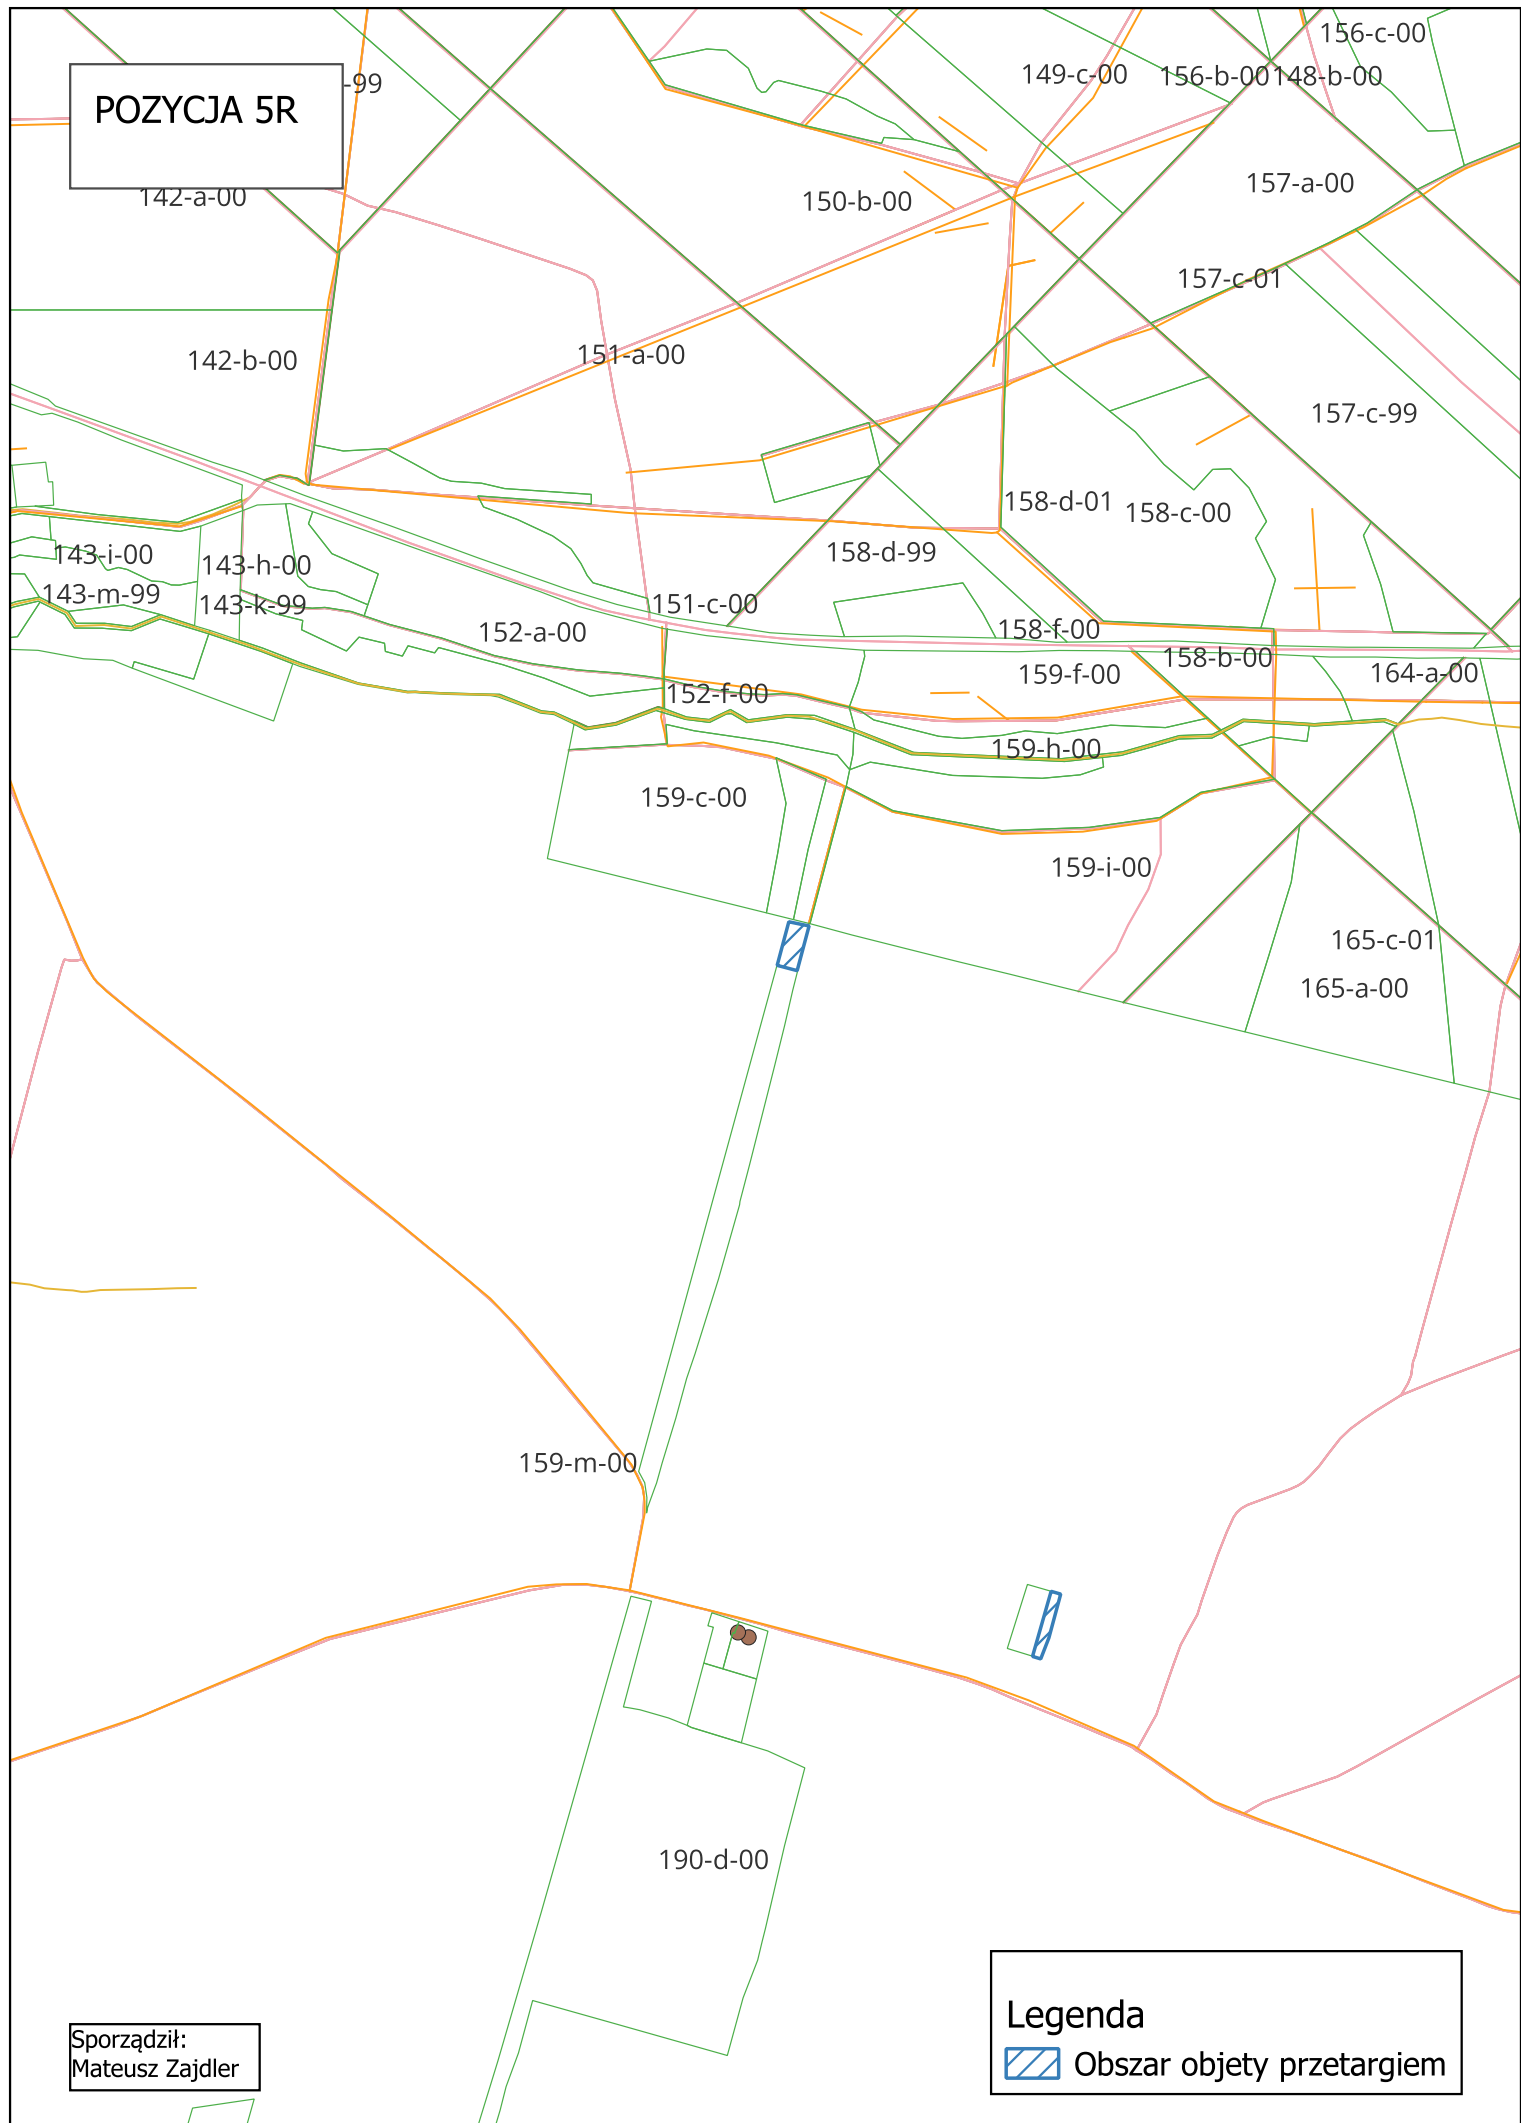 156-c-00
149-c-00
156-b-00
148-b-00
-99
POZYCJA 5R
157-a-00
142-a-00
150-b-00
157-c-01
151-a-00
142-b-00
157-c-99
158-d-01
158-c-00
158-d-99
143-i-00
143-h-00
143-m-99
143-k-99
151-c-00
152-a-00
158-f-00
158-b-00
159-f-00
164-a-00
152-f-00
159-h-00
159-c-00
159-i-00
165-c-01
165-a-00
159-m-00
190-d-00
Legenda
Obszar objety przetargiem
Sporządził:
Mateusz Zajdler